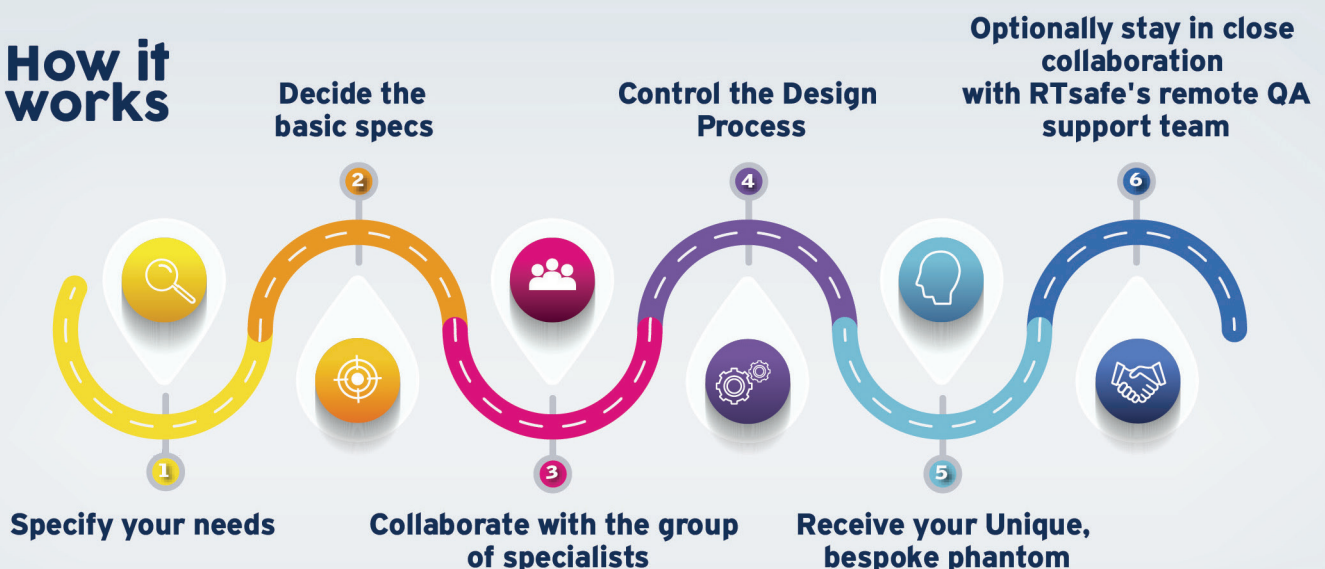 How it
works
1
Specify your needs
Decide the
basic specs
2
3
Collaborate with the group
of specialists
Control the Design
Process
4
5
Receive your Unique,
bespoke phantom
Optionally stay in close
collaboration
with RTsafe's remote QA
support team
6